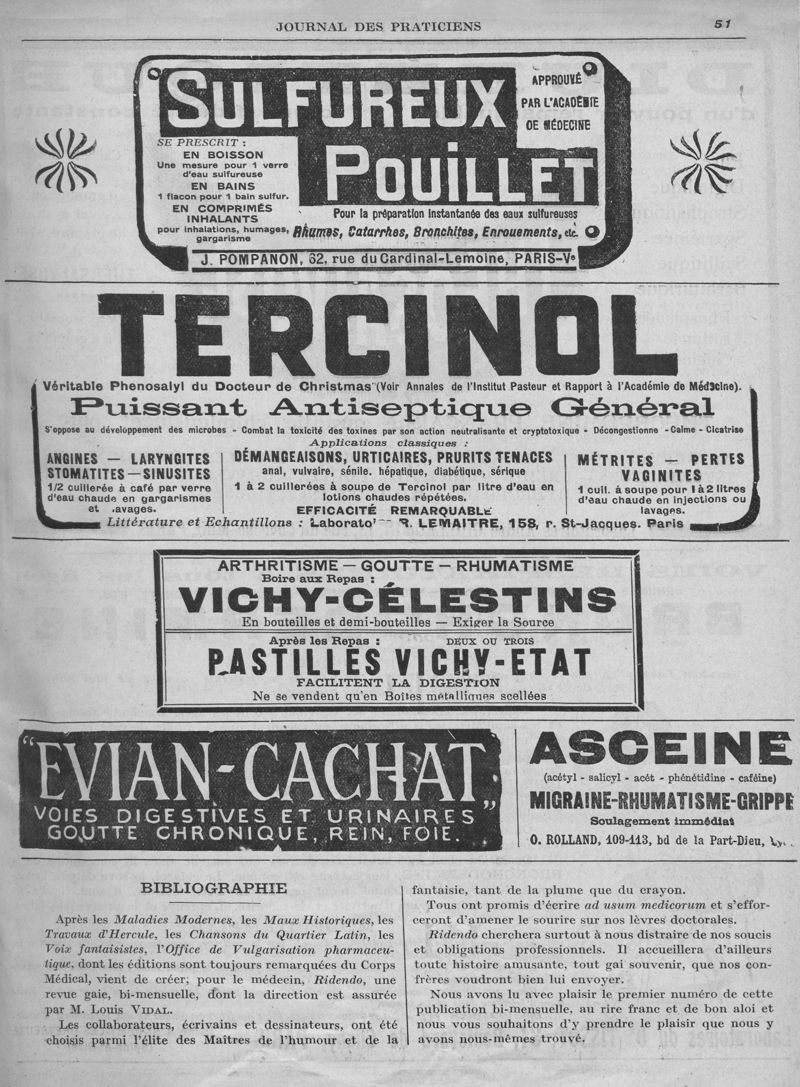 JOURNAL DES PRATICIENS
51
SULFUREUX
POUILLET
APPROUVÉ
PAR L'ACADÉMIE
DE MÉDECINE
SE PRESCRIT :
EN BOISSON
Une mesure pour 1 verre
d'eau sulfureuse
EN BAINS
1 flacon pour 1 bain sulfur.
EN COMPRIMÉS
INHALANTS
pour inhalations, humages,
gargarisme
Pour la préparation instantanée des eaux sulfureuses
Rhumes, Catarrhes, Bronchites, Enrouements, etc.
J. POMPANON, 62, rue du Cardinal-Lemoine, PARIS-Ve
TERCINOL
Véritable Phenosalyl du Docteur de Christmas (Voir Annales de l'Institut Pasteur et Rapport à l'Académie de Médecine).
Puissant Antiseptique Général
S'oppose au développement des microbes - Combat la toxicité des toxines par son action neutralisante et cryptotoxique - Décongestionne - Calme - Cicatrise
Applications classiques :
ANGINES — LARYNGITES
STOMATITES—SINUSITES
1/2 cuillerée à café par verre
d'eau chaude en gargarismes
et lavages.
DÉMANGEAISONS, URTICAIRES, PRURITS TENACES
anal, vulvaire, sénile. hépatique, diabétique, sérique
1 à 2 cuillerées à soupe de Tercinol par litre d'eau en
lotions chaudes répétées.
EFFICACITÉ REMARQUABLE
MÉTRITES — PERTES
VAGINITES
1 cuil. à soupe pour 1 à 2 litres
d'eau chaude en injections ou
lavages.
Littérature et Echantillons : Laborato R. LEMAITRE, 158, r. St-Jacques. Paris
ARTHRITISME — GOUTTE — RHUMATISME
Boire aux Repas :
VICHY-CÉLESTINS
En bouteilles et demi-bouteilles — Exiger la Source
Après les Repas : DEUX OU TROIS
PASTILLES VICHY-ETAT
FACILITENT LA DIGESTION
Ne se vendent qu'en Boîtes métalliques scellées
"EVIAN-CACHAT"
VOIES DIGESTIVES ET URINAIRES
GOUTTE CHRONIQUE, REIN, FOIE.
ASCEINE
(acétyl - salicyl - acét - phénétidine - caféine)
MIGRAINE-RHUMATISME-GRIPPE
Soulagement immédiat
O. ROLLAND, 109-113, bd de la Part-Dieu,
BIBLIOGRAPHIE
Après les Maladies Modernes, les Maux Historiques, les
Travaux d'Hercule, les Chansons du Quartier Latin, les
Voix fantaisistes, l'Office de Vulgarisation pharmaceu-
tique, dont les éditions sont toujours remarquées du Corps
Médical, vient de créer, pour le médecin, Ridendo, une
revue gaie, bi-mensuelle, dont la direction est assurée
par M. Louis VIDAL.
Les collaborateurs, écrivains et dessinateurs, ont été
choisis parmi l'élite des Maîtres de l'humour et de la
fantaisie, tant de la plume que du crayon.
Tous ont promis d'écrire ad usum medicorum et s'effor-
ceront d'amener le sourire sur nos lèvres doctorales.
Ridendo cherchera surtout à nous distraire de nos soucis
et obligations professionnels. Il accueillera d'ailleurs
toute histoire amusante, tout gai souvenir, que nos con-
frères voudront bien lui envoyer.
Nous avons lu avec plaisir le premier numéro de cette
publication bi-mensuelle, au rire franc et de bon aloi et
nous vous souhaitons d'y prendre le plaisir que nous y
avons nous-mêmes trouvé.